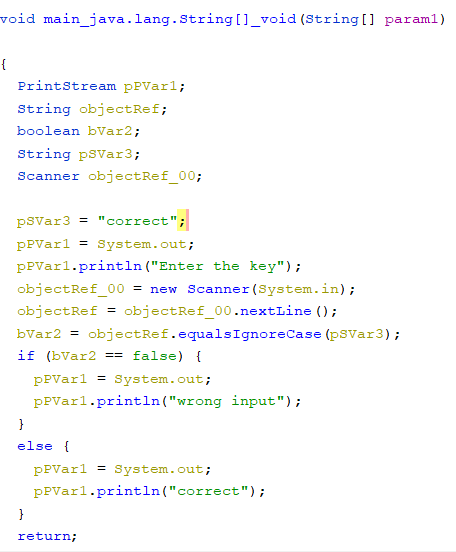 void main_java.lang.String[]_void(String[] param1)
{
PrintStream pPVar1;
String objectRef;
boolean bVar2;
String pSVar3;
Scanner objectRef_00;
pSVar3 = "correct";
pPVar1 = System.out;
pPVar1.println("Enter the key");
objectRef_00 = new Scanner(System.in);
objectRef = objectRef_00.nextLine();
bVar2 = objectRef.equalsIgnoreCase(pSVar3);
if (bVar2 == false) {
pPVar1 = System.out;
pPVar1.println("wrong input");
}
else {
pPVar1 = System.out;
pPVar1.println("correct");
}
return;